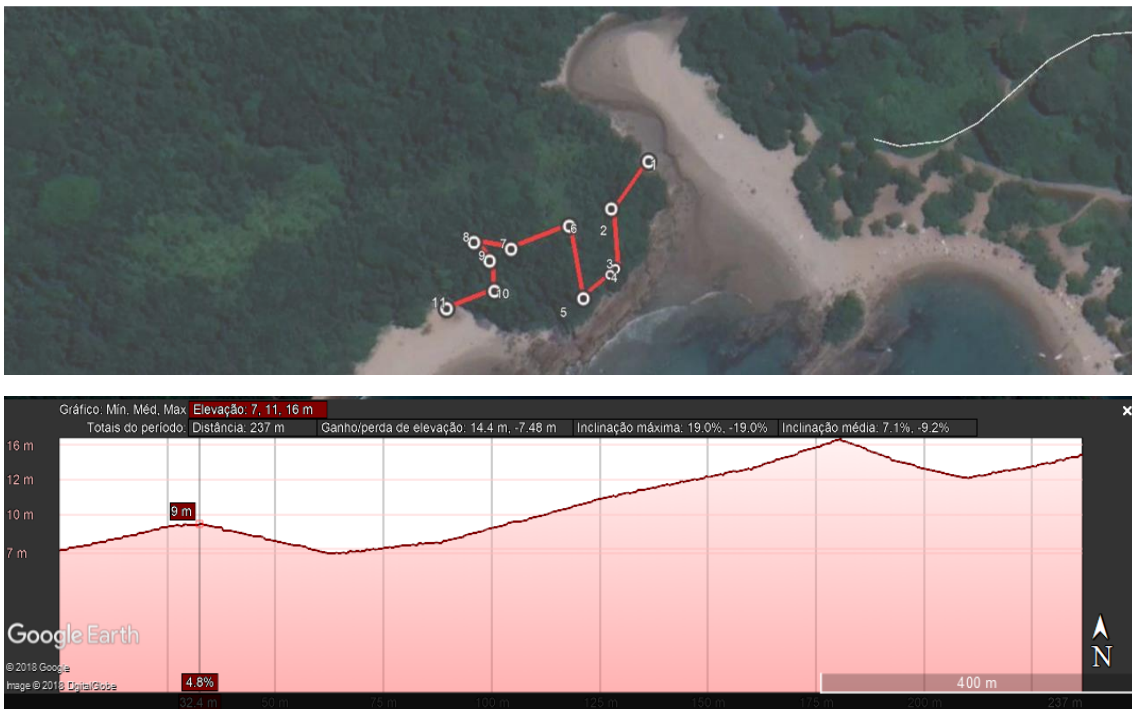 1
2
6
8
7
3
9
4
10
11
5
Gráfico: Mín, Méd, Max Elevação: 7, 11, 16 m
Totais do período: Distância: 237 m Ganho/perda de elevação: 14.4 m, -7.48 m Inclinação máxima: 19.0%, -19.0% Inclinação média: 7.1%, -9.2%
16 m
12 m
9 m
10 m
7 m
Google Earth
© 2018 Google
Image © 2018 DigitalGlobe
N
4.8%
400 m
32.4 m 50 m 75 m 100 m 125 m 150 m 175 m 200 m 237 m